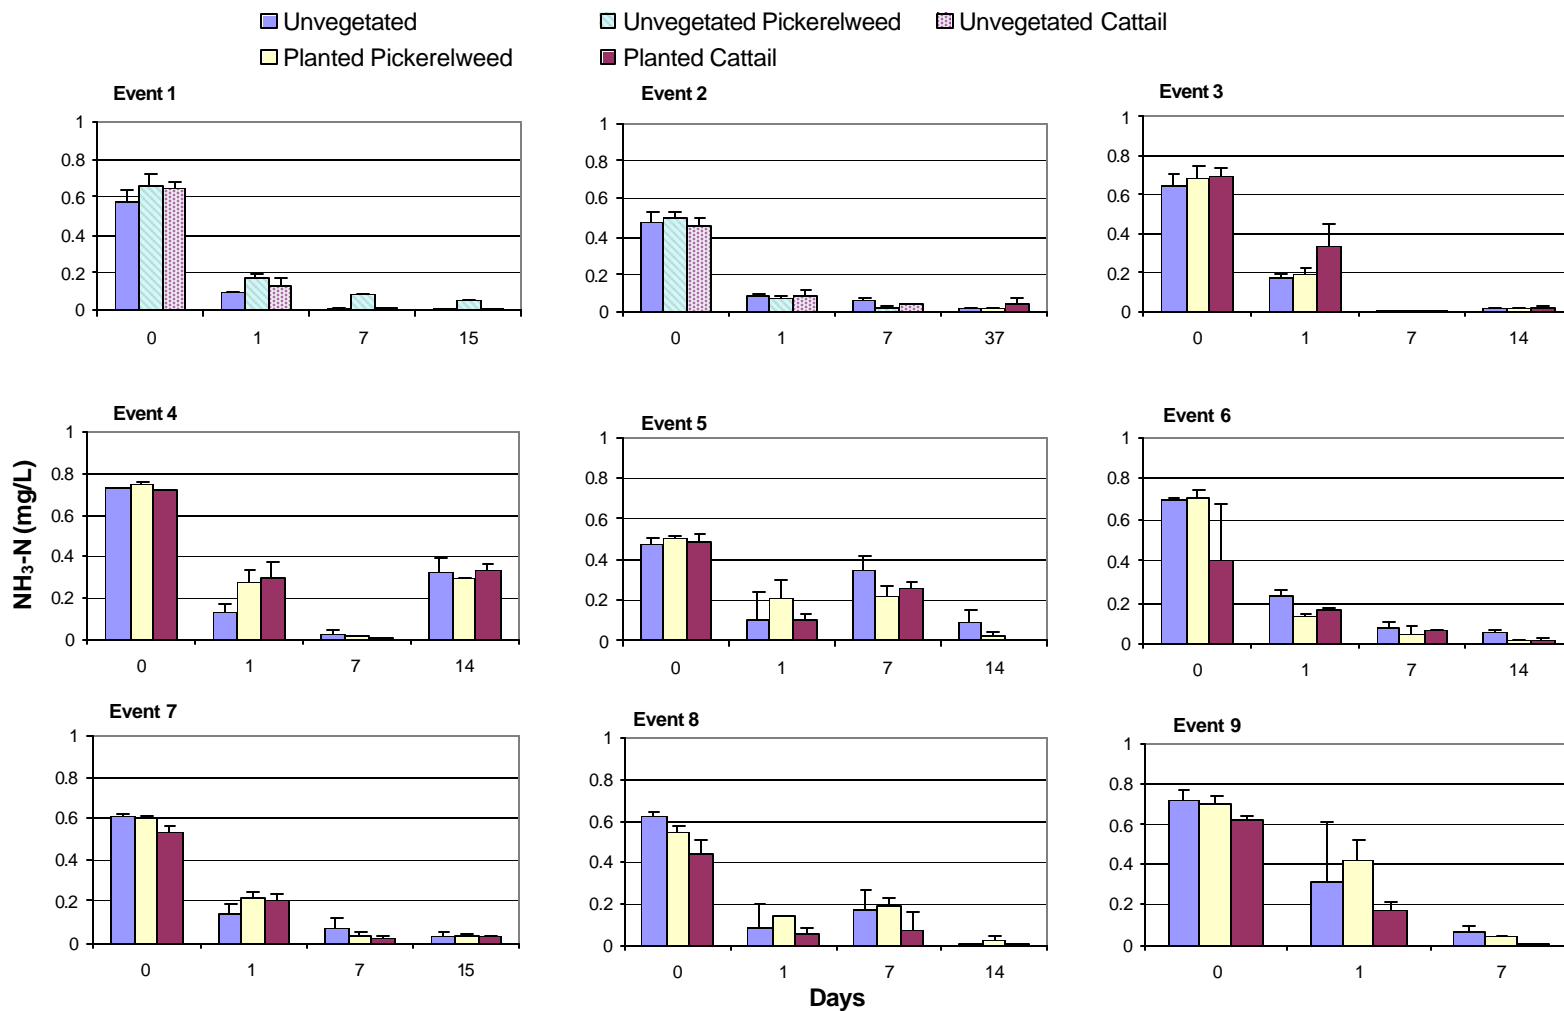 Unvegetated Unvegetated Pickerelweed Unvegetated Cattail
Planted Pickerelweed Planted Cattail
Event 1
1
0.8
0.6
0.4
0.2
0
0 1 7 15
Event 2
1
0.8
0.6
0.4
0.2
0
0 1 7 37
Event 3
1
0.8
0.6
0.4
0.2
0
0 1 7 14
NH₃-N (mg/L)
Event 4
1
0.8
0.6
0.4
0.2
0
0 1 7 14
Event 5
1
0.8
0.6
0.4
0.2
0
0 1 7 14
Event 6
1
0.8
0.6
0.4
0.2
0
0 1 7 14
Event 7
1
0.8
0.6
0.4
0.2
0
0 1 7 15
Event 8
1
0.8
0.6
0.4
0.2
0
0 1 7 14
Event 9
1
0.8
0.6
0.4
0.2
0
0 1 7
Days